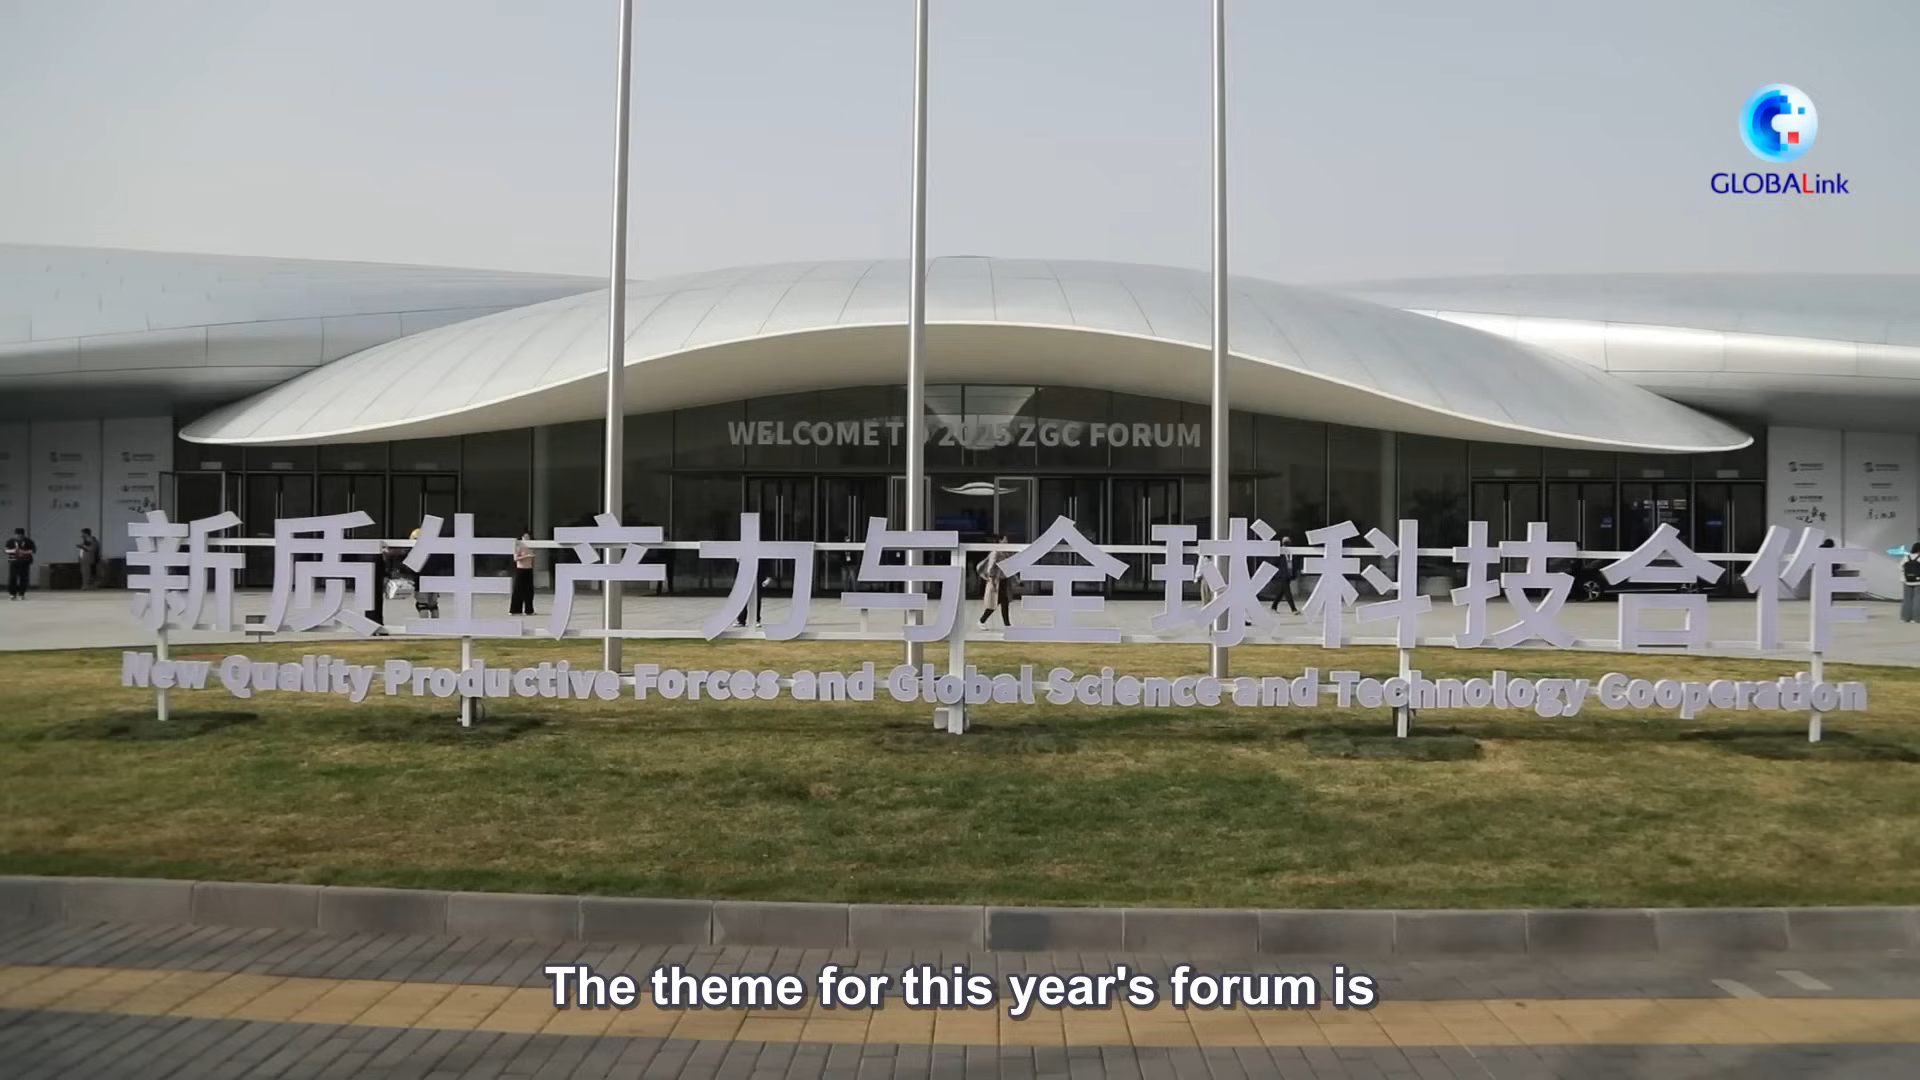 GLOBALink
WELCOME TO 2025 ZGC FORUM
新质生产力与全球科技合作
New Quality Productive Forces and Global Science and Technology Cooperation
The theme for this year's forum is